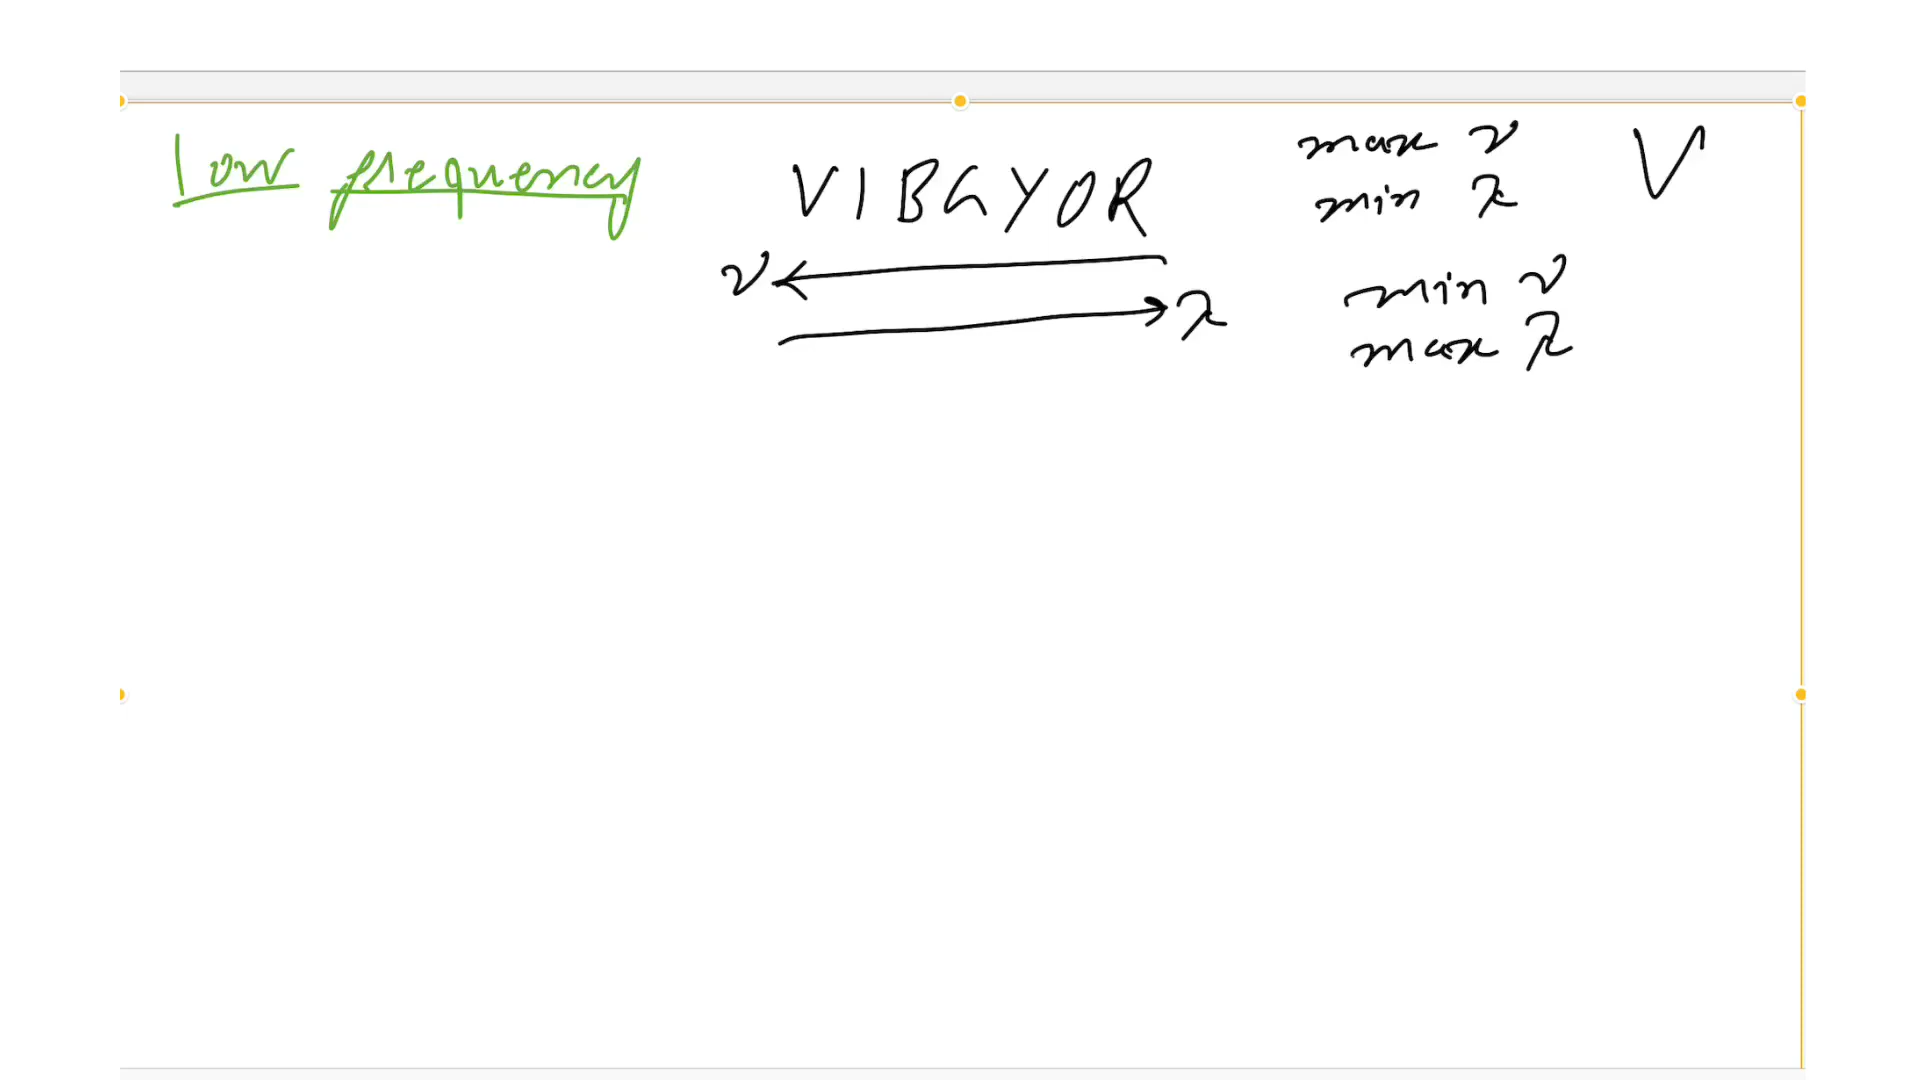 Low frequency
VIBGYOR
ν
λ
max ν
min λ
V
min ν
max λ